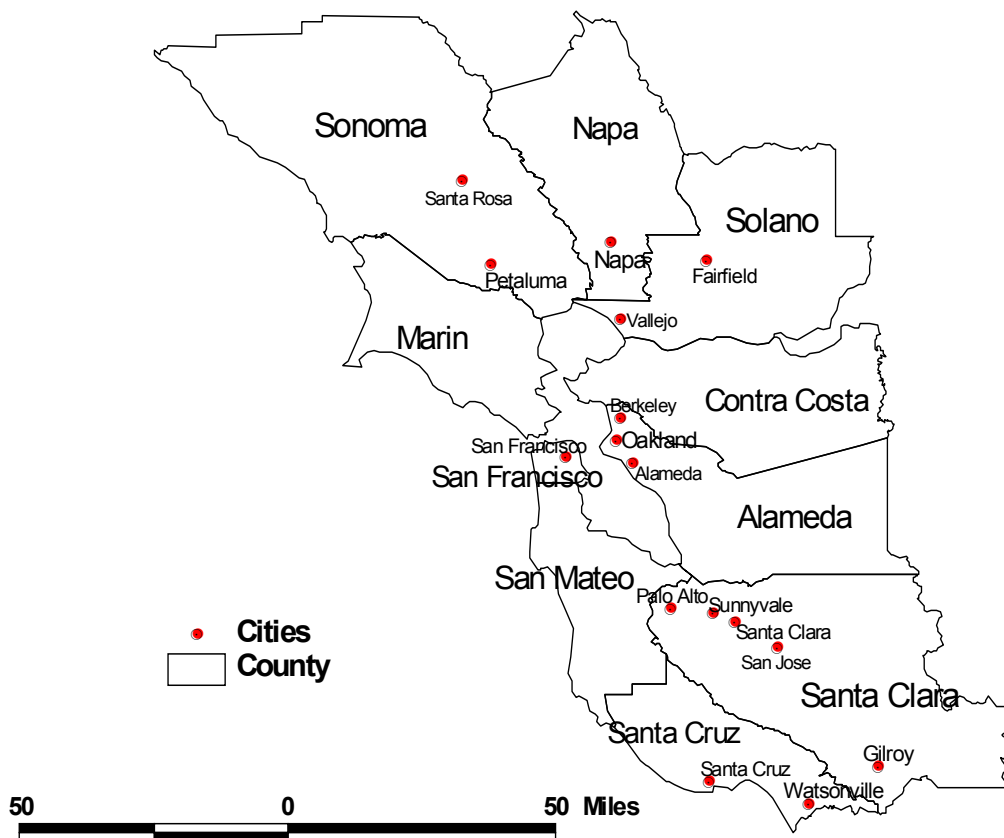 Sonoma
Napa
Santa Rosa
Solano
Napa
Petaluma
Fairfield
Vallejo
Marin
Contra Costa
Berkeley
Oakland
San Francisco
San Francisco
Alameda
Alameda
San Mateo
Palo Alto
Sunnyvale
Santa Clara
San Jose
Cities
County
Santa Clara
Santa Cruz
Gilroy
Santa Cruz
Watsonville
50 0 50 Miles